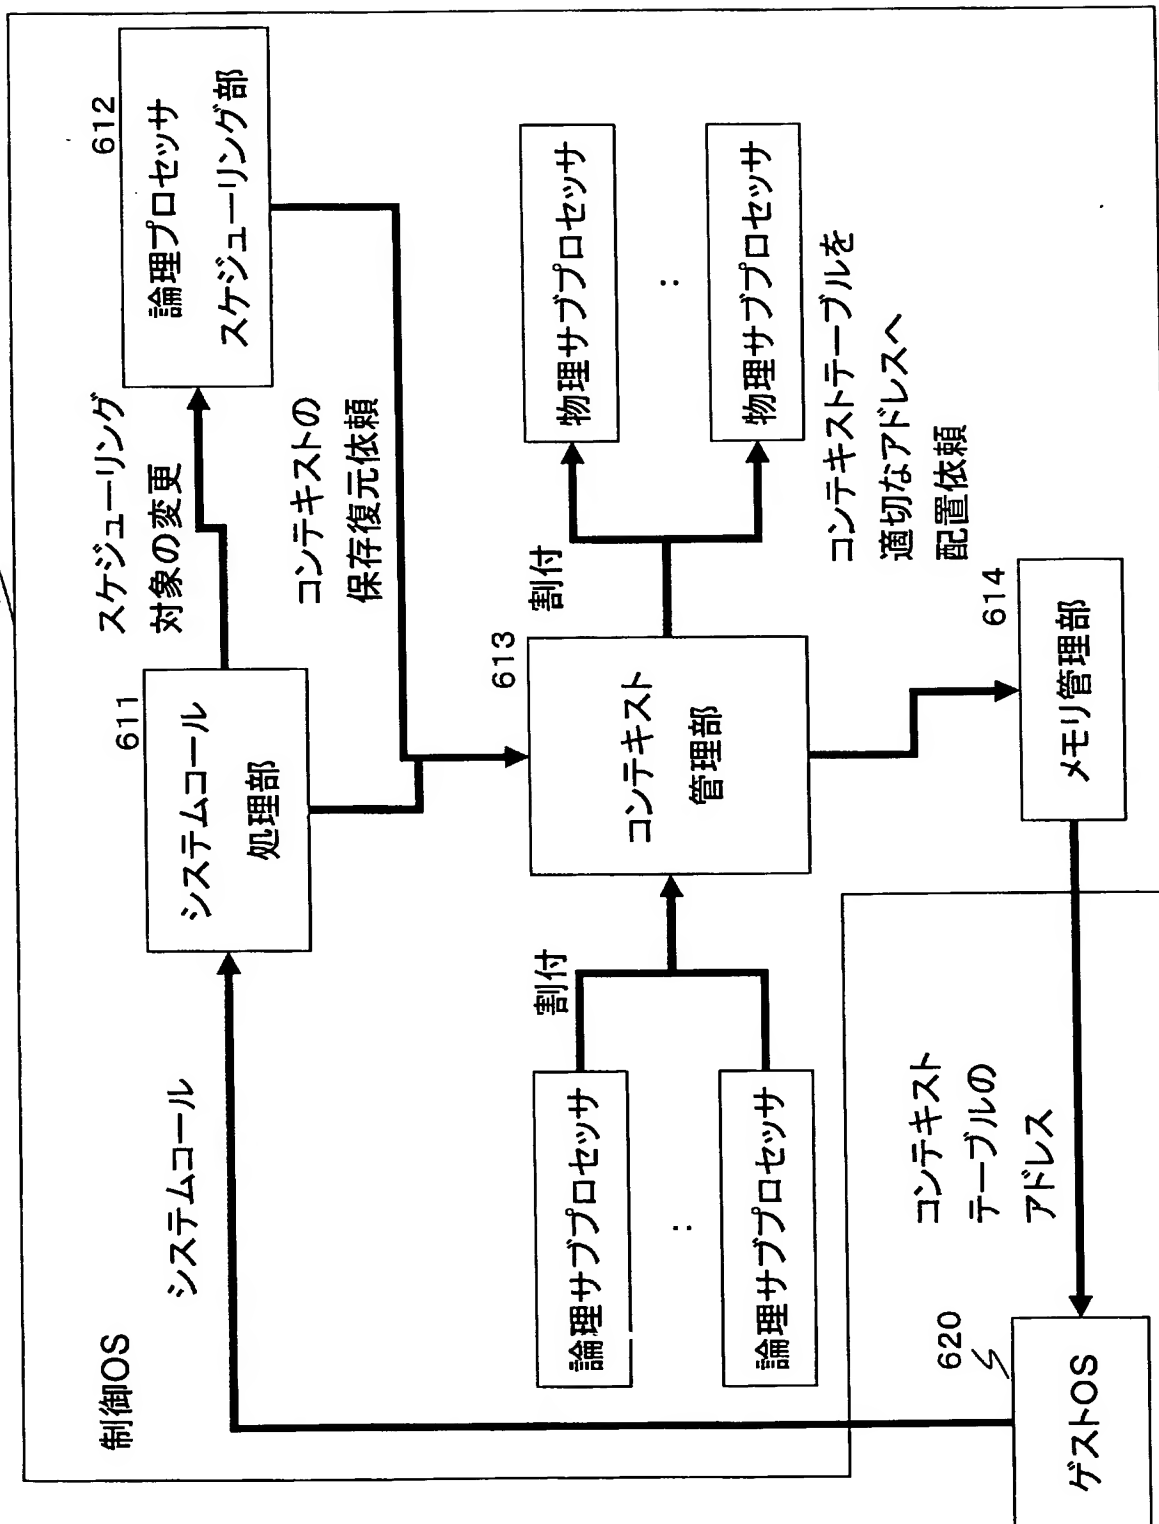 制御OS
システムコール
611
システムコール
処理部
スケジューリング
対象の変更
612
論理プロセッサ
スケジューリング部
コンテキストの
保存復元依頼
論理サブプロセッサ
:
論理サブプロセッサ
割付
613
コンテキスト
管理部
割付
物理サブプロセッサ
:
物理サブプロセッサ
コンテキストテーブルを
適切なアドレスへ
配置依頼
614
メモリ管理部
コンテキスト
テーブルの
アドレス
620
ゲストOS